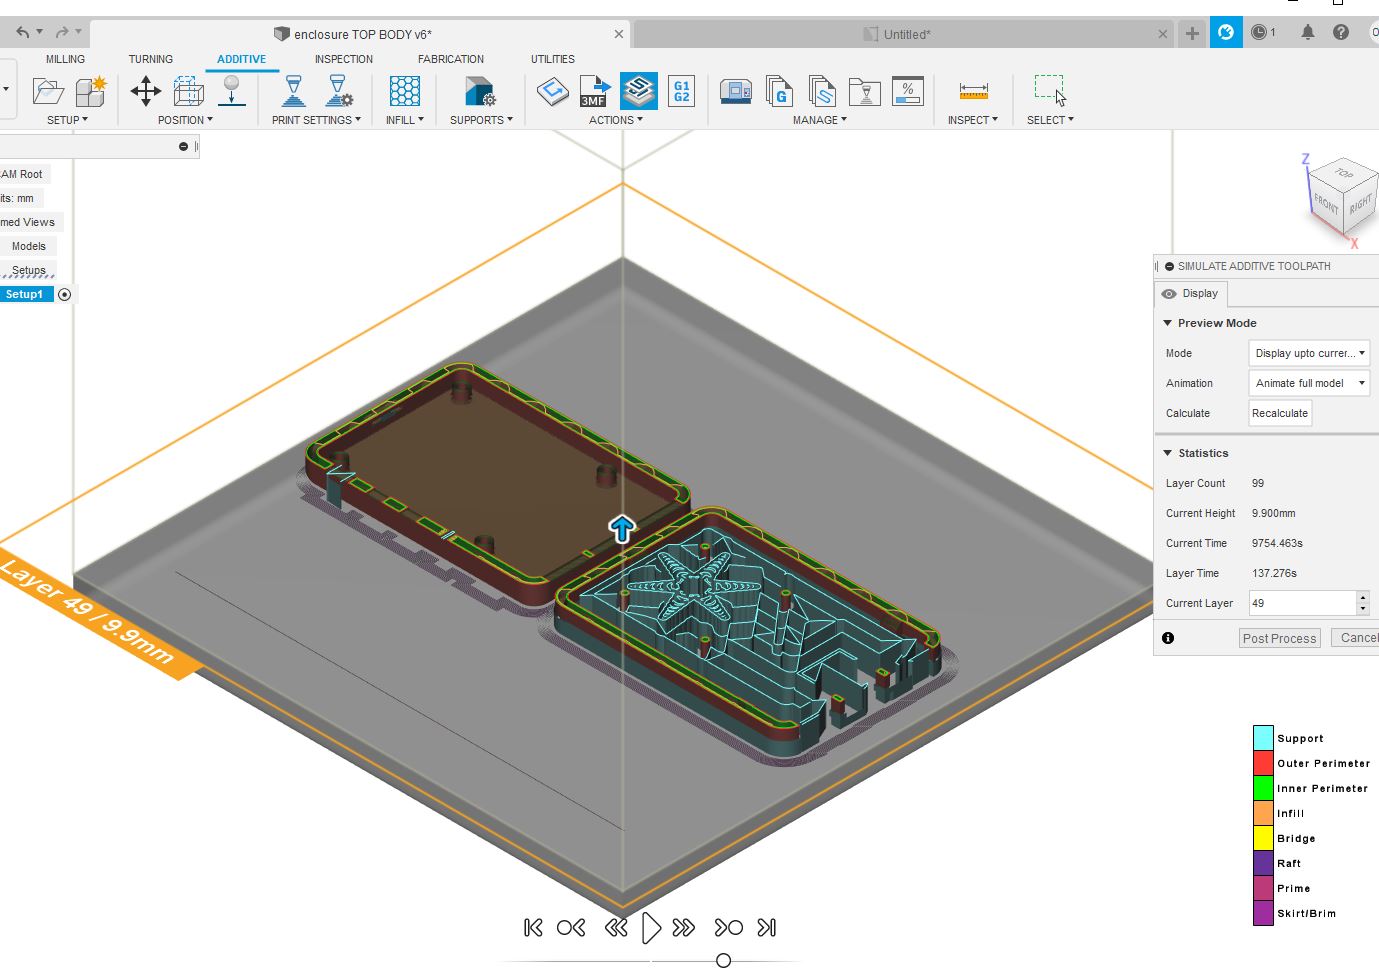 enclosure TOP BODY v6*
Untitled*
1
MILLING
TURNING
ADDITIVE
INSPECTION
FABRICATION
UTILITIES
3MF
G1
G2
G
%
SETUP
POSITION
PRINT SETTINGS
INFILL
SUPPORTS
ACTIONS
MANAGE
INSPECT
SELECT
AM Root
its: mm
med Views
Models
Setups
Setup1
Z
TOP
FRONT
RIGHT
X
SIMULATE ADDITIVE TOOLPATH
Display
Preview Mode
Mode
Display upto currer...
Animation
Animate full model
Calculate
Recalculate
Statistics
Layer Count
99
Current Height
9.900mm
Current Time
9754.463s
Layer Time
137.276s
Current Layer
49
Post Process
Cancel
Layer 49 / 9.9mm
Support
Outer Perimeter
Inner Perimeter
Infill
Bridge
Raft
Prime
Skirt/Brim